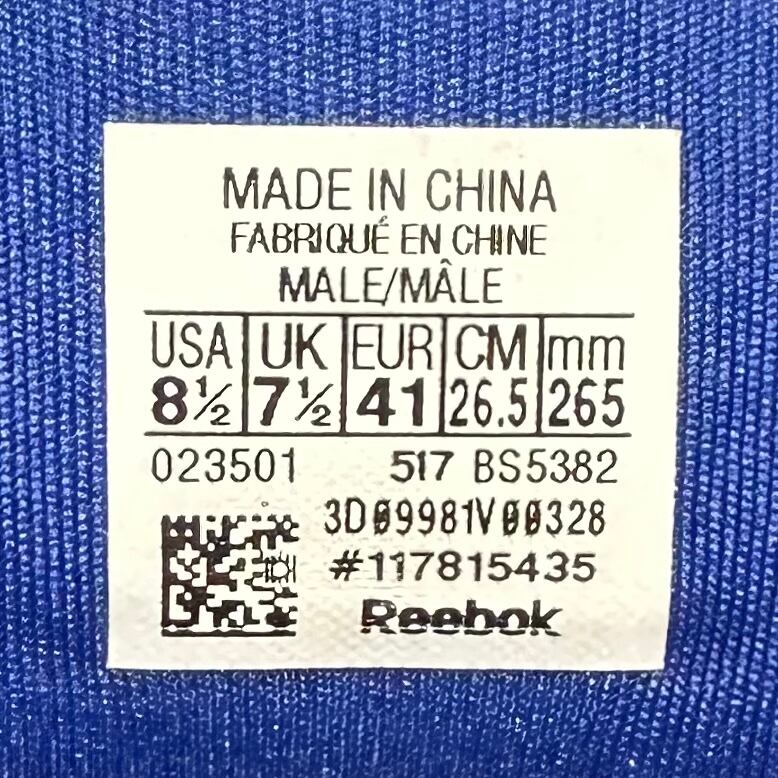 MADE IN CHINA
FABRIQUÉ EN CHINE
MALE/MÂLE
USA UK EUR CM mm
8½ 7½ 41 26.5 265
023501 517 BS5382
3D09981V00328
#117815435
Reebok